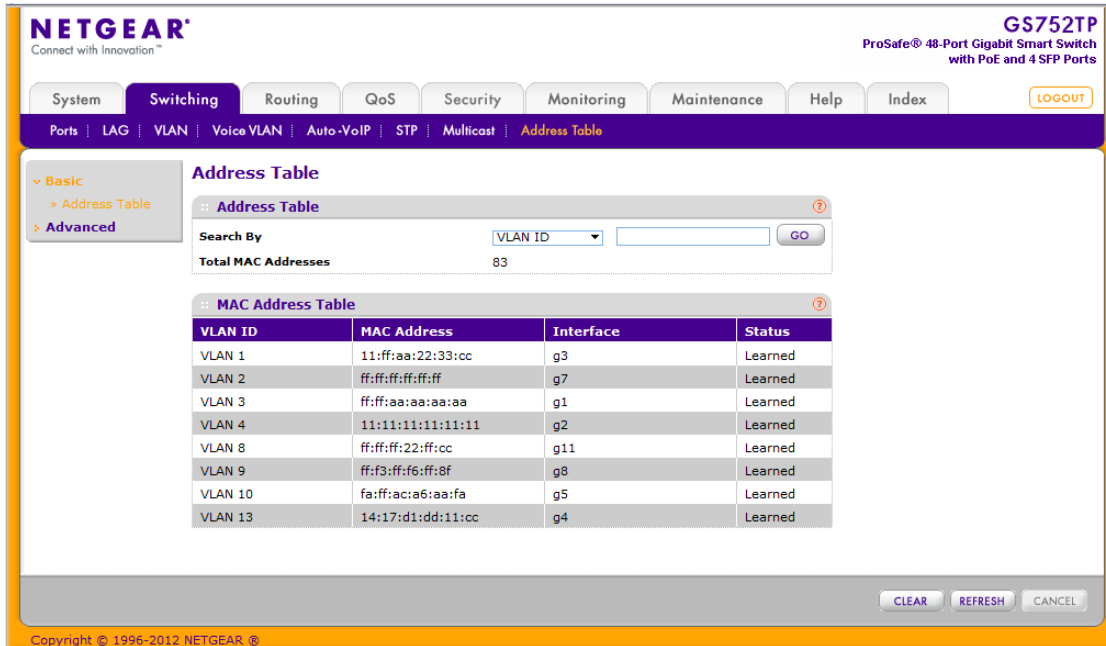 NETGEAR®
Connect with Innovation™
GS752TP
ProSafe® 48-Port Gigabit Smart Switch
with PoE and 4 SFP Ports
System Switching Routing QoS Security Monitoring Maintenance Help Index LOGOUT
Ports LAG VLAN Voice VLAN Auto-VoIP STP Multicast Address Table
Basic
» Address Table
Advanced
Address Table
Address Table ?
Search By VLAN ID GO
Total MAC Addresses 83
MAC Address Table ?
VLAN ID MAC Address Interface Status
VLAN 1 11:ff:aa:22:33:cc g3 Learned
VLAN 2 ff:ff:ff:ff:ff:ff g7 Learned
VLAN 3 ff:ff:aa:aa:aa:aa g1 Learned
VLAN 4 11:11:11:11:11:11 g2 Learned
VLAN 8 ff:ff:ff:22:ff:cc g11 Learned
VLAN 9 ff:f3:ff:f6:ff:8f g8 Learned
VLAN 10 fa:ff:ac:a6:aa:fa g5 Learned
VLAN 13 14:17:d1:dd:11:cc g4 Learned
CLEAR REFRESH CANCEL
Copyright © 1996-2012 NETGEAR ®